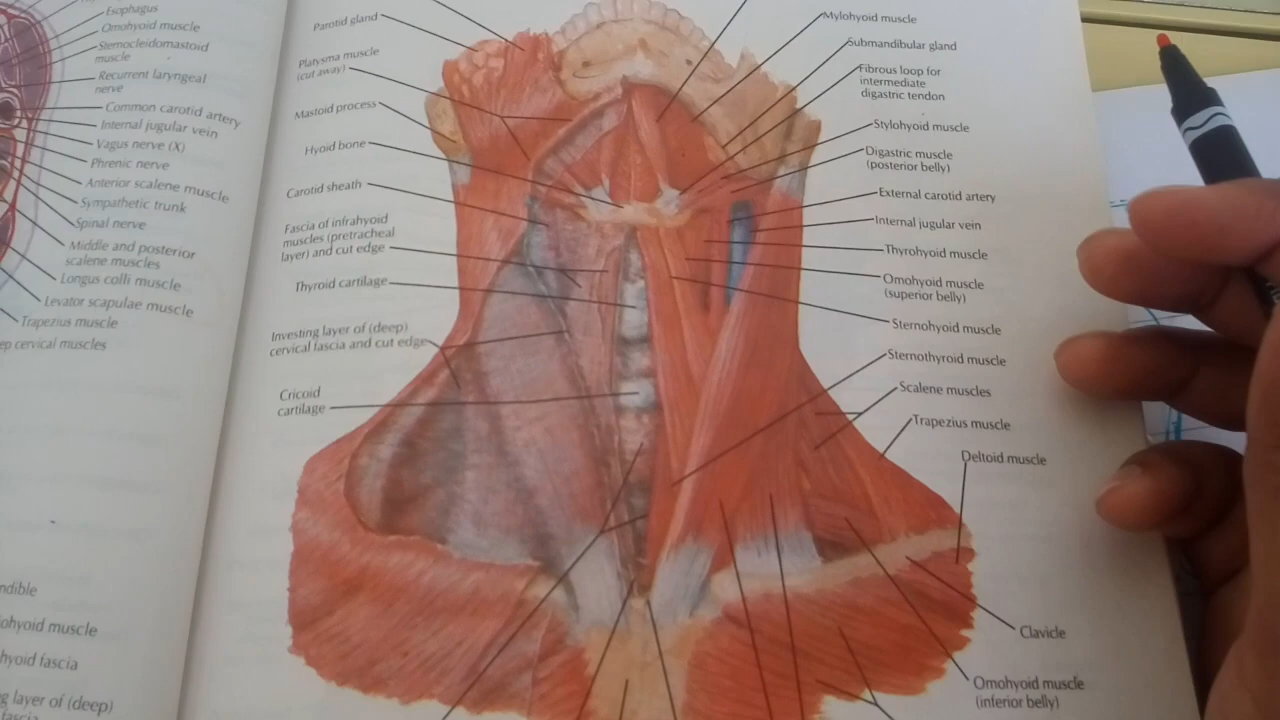 Esophagus
Omohyoid muscle
Sternocleidomastoid
muscle
Recurrent laryngeal
nerve
Common carotid artery
Internal jugular vein
Vagus nerve (X)
Phrenic nerve
Anterior scalene muscle
Sympathetic trunk
Spinal nerve
Middle and posterior
scalene muscles
Longus colli muscle
Levator scapulae muscle
Trapezius muscle
ep cervical muscles
ndible
ohyoid muscle
hyoid fascia
g layer of (deep)
fascia
Parotid gland
Platysma muscle
(cut away)
Mastoid process
Hyoid bone
Carotid sheath
Fascia of infrahyoid
muscles (pretracheal
layer) and cut edge
Thyroid cartilage
Investing layer of (deep)
cervical fascia and cut edge
Cricoid
cartilage
Mylohyoid muscle
Submandibular gland
Fibrous loop for
intermediate
digastric tendon
Stylohyoid muscle
Digastric muscle
(posterior belly)
External carotid artery
Internal jugular vein
Thyrohyoid muscle
Omohyoid muscle
(superior belly)
Sternohyoid muscle
Sternothyroid muscle
Scalene muscles
Trapezius muscle
Deltoid muscle
Clavicle
Omohyoid muscle
(inferior belly)